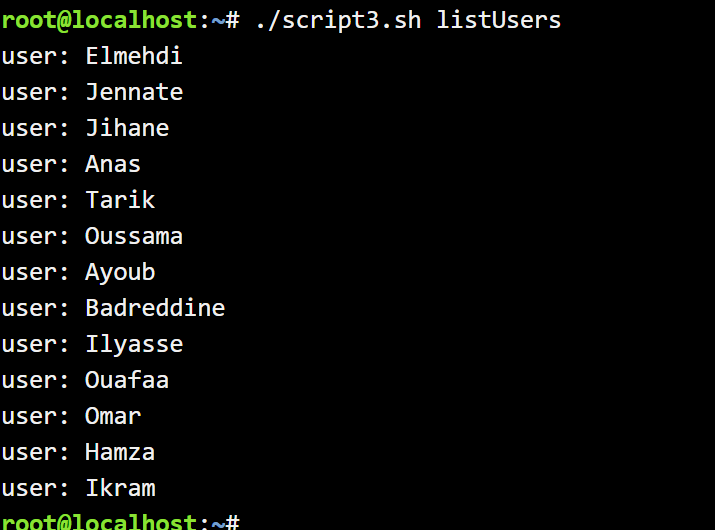 root@localhost:~# ./script3.sh listUsers
user: Elmehdi
user: Jennate
user: Jihane
user: Anas
user: Tarik
user: Oussama
user: Ayoub
user: Badreddine
user: Ilyasse
user: Ouafaa
user: Omar
user: Hamza
user: Ikram
root@localhost:~#